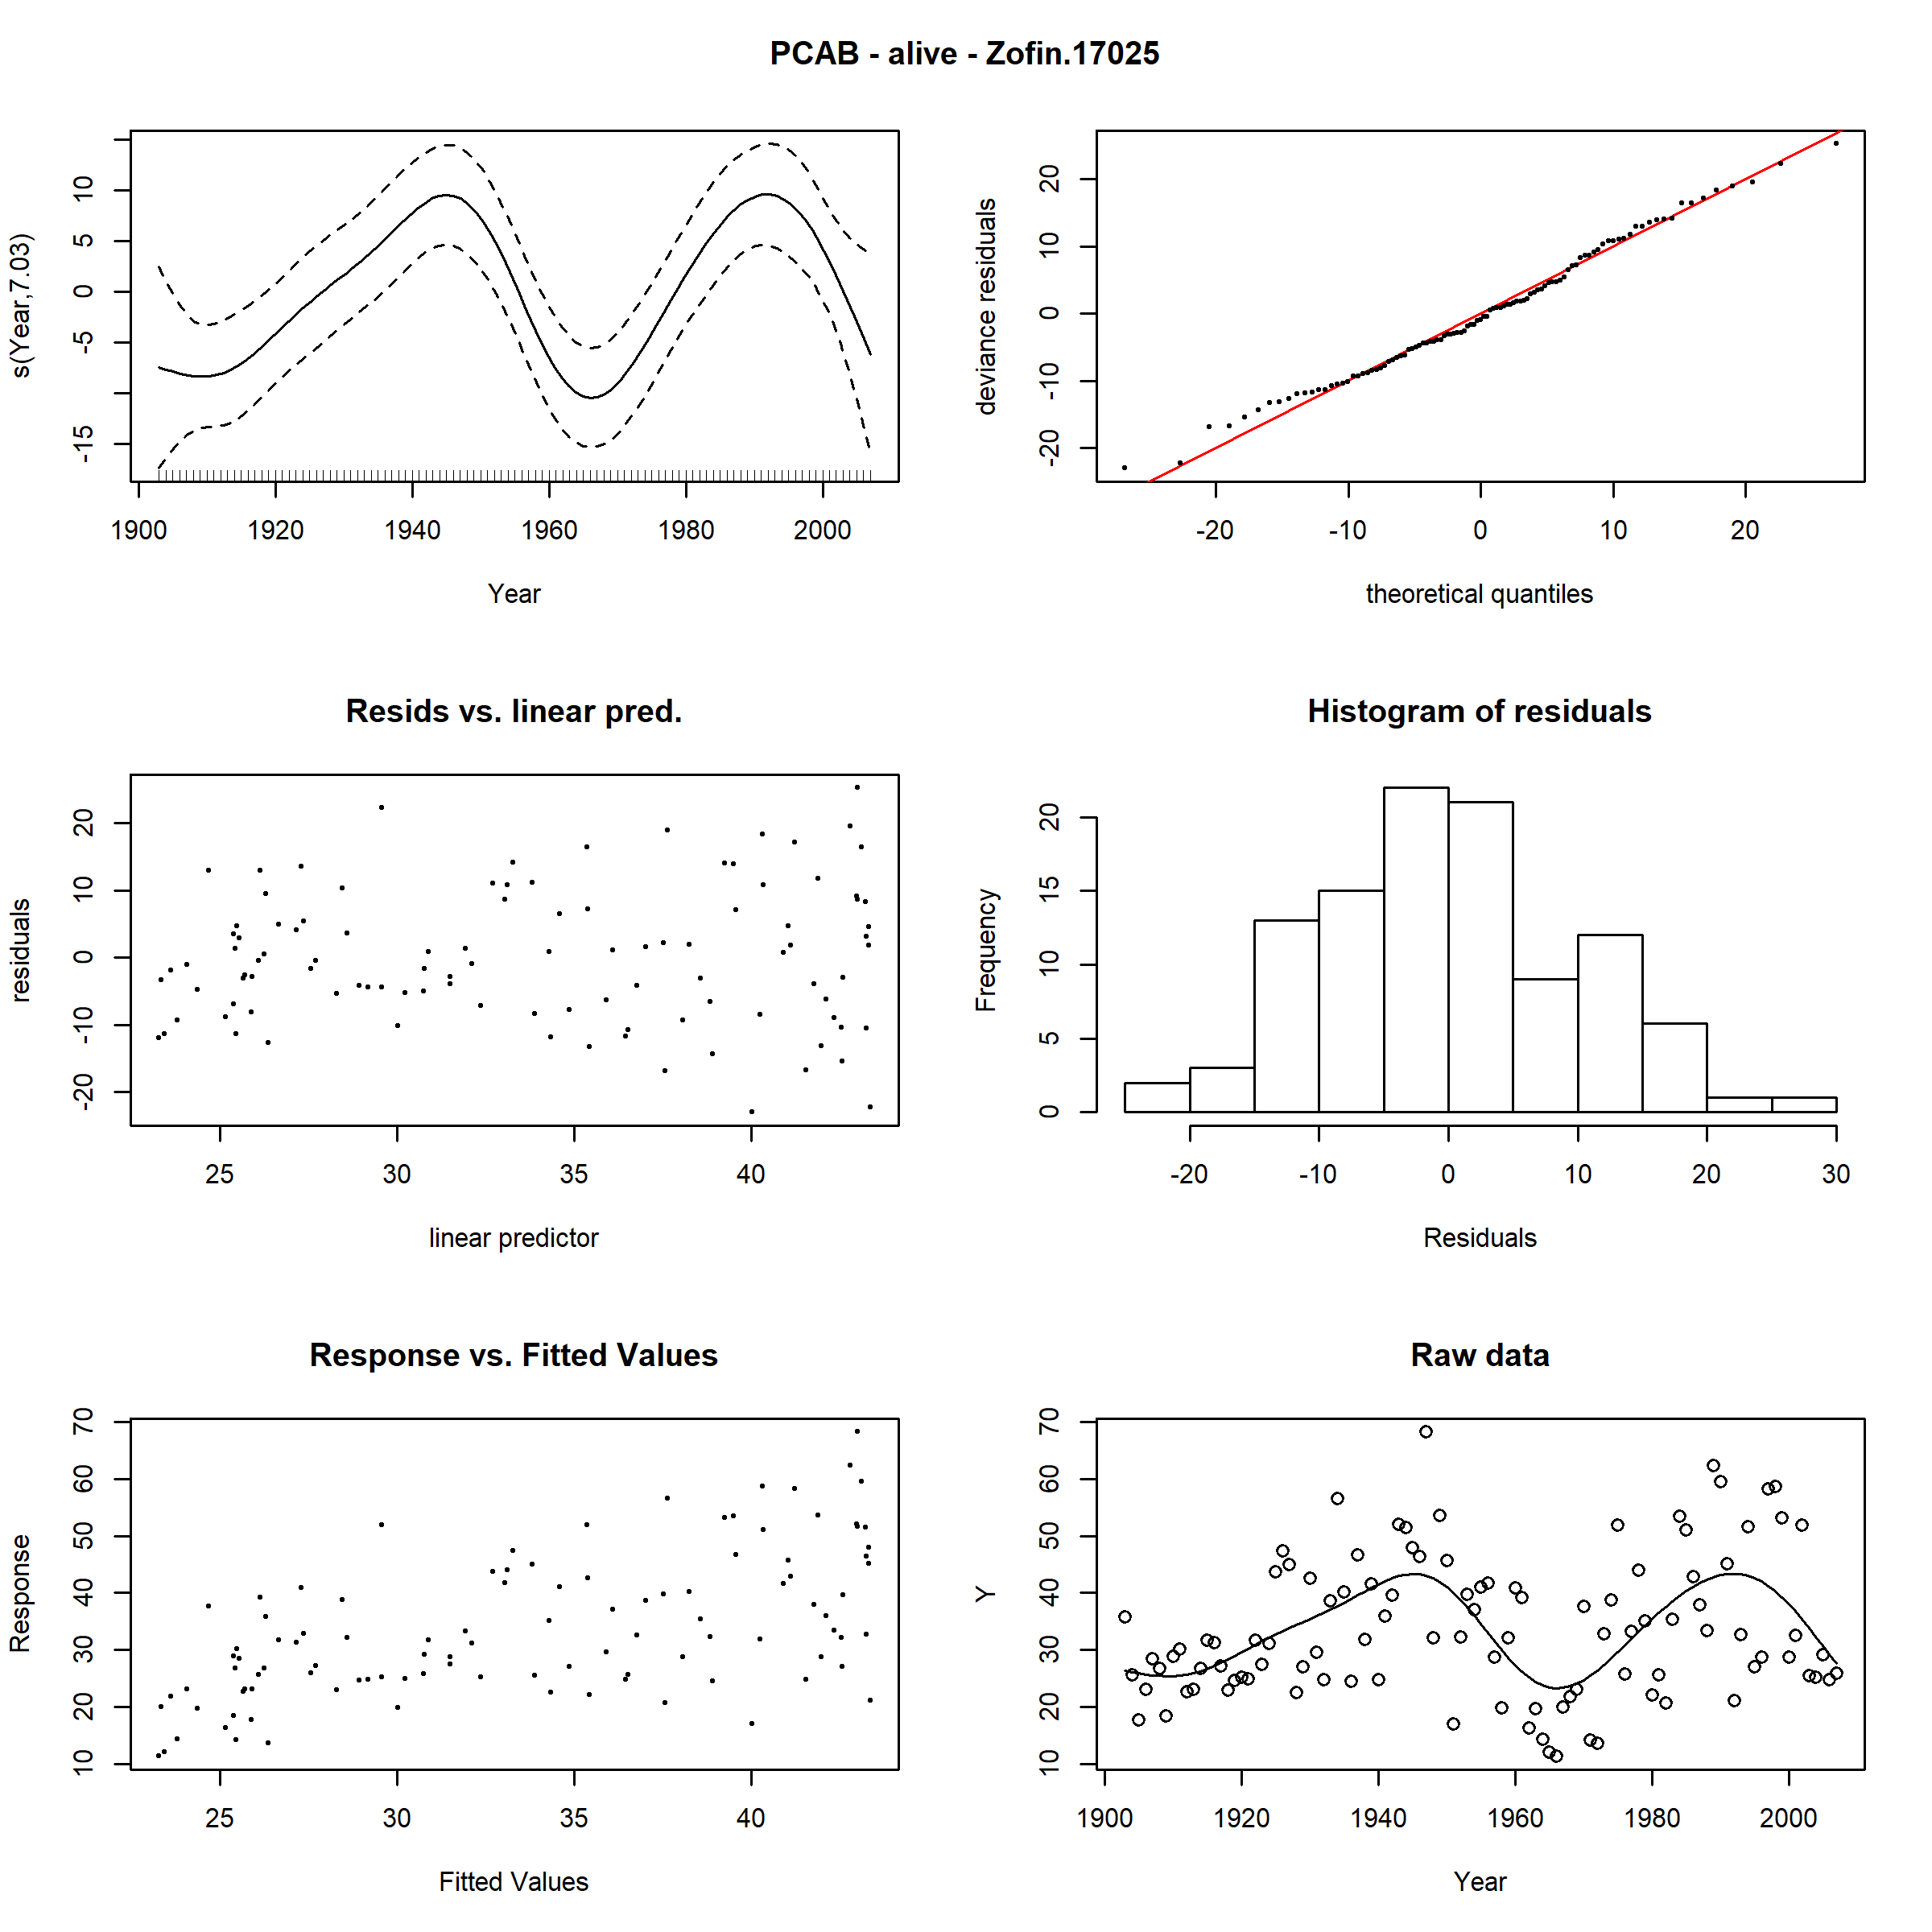 PCAB - alive - Zofin.17025
s(Year,7.03)
-15 -5 0 5 10
1900 1920 1940 1960 1980 2000
Year
deviance residuals
-20 -10 0 10 20
-20 -10 0 10 20
theoretical quantiles
Resids vs. linear pred.
residuals
-20 -10 0 10 20
25 30 35 40
linear predictor
Histogram of residuals
Frequency
0 5 10 15 20
-20 -10 0 10 20 30
Residuals
Response vs. Fitted Values
Response
10 20 30 40 50 60 70
25 30 35 40
Fitted Values
Raw data
Y
10 20 30 40 50 60 70
1900 1920 1940 1960 1980 2000
Year